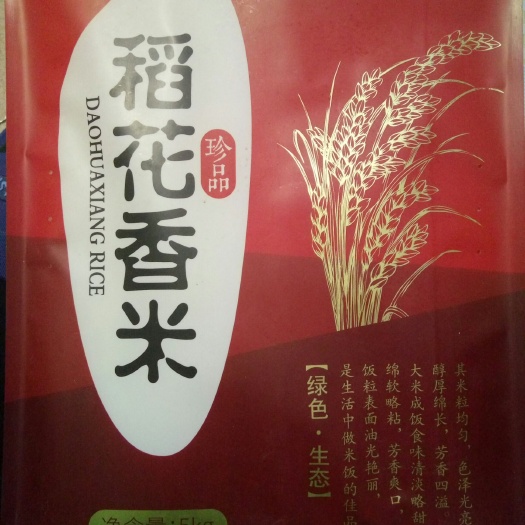 稻花香米
DAOHUAXIANG RICE
珍品
【绿色·生态】
其米粒均匀，色泽光亮
醇厚绵长，芳香四溢
大米成饭食味清淡略甜
绵软略粘，芳香爽口，
饭粒表面油光艳丽，
是生活中做米饭的佳品
净含量:5kg